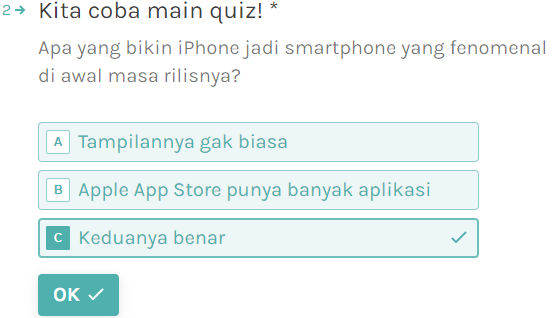 2→ Kita coba main quiz! *
Apa yang bikin iPhone jadi smartphone yang fenomenal
di awal masa rilisnya?
A Tampilannya gak biasa
B Apple App Store punya banyak aplikasi
C Keduanya benar ✓
OK ✓